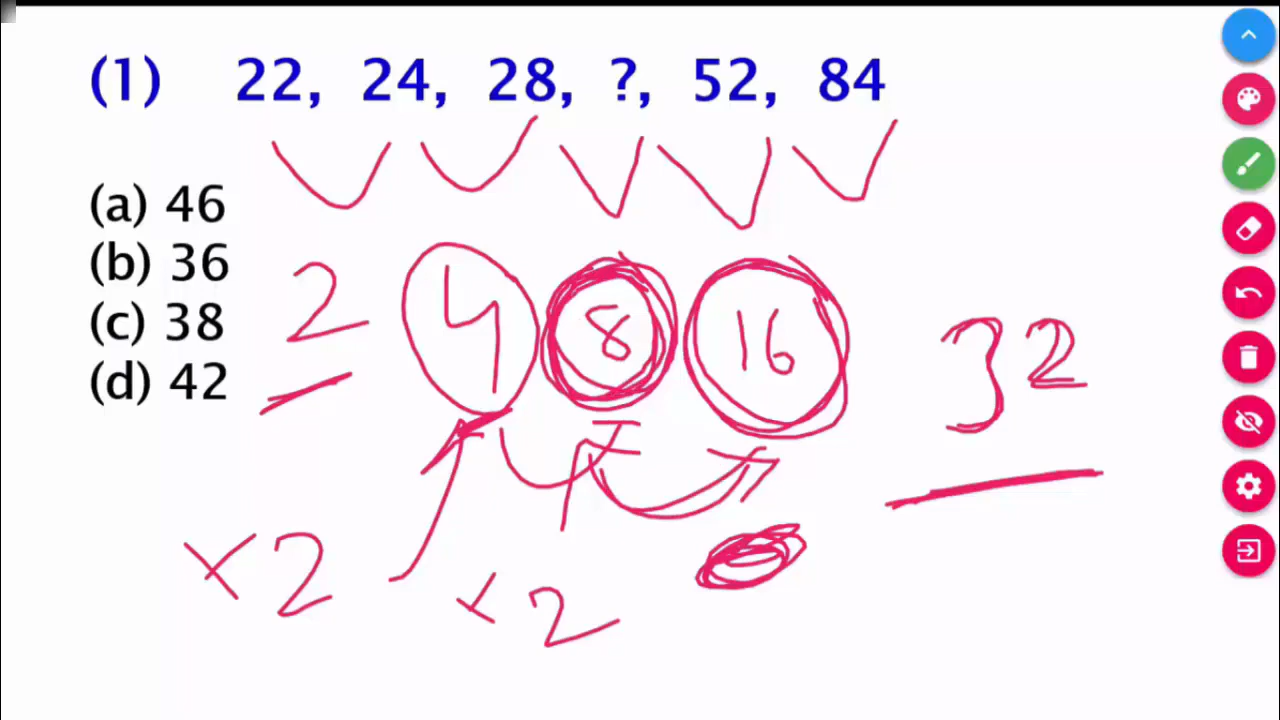 (1) 22, 24, 28, ?, 52, 84
(a) 46
(b) 36
(c) 38
(d) 42
2 4 8 16 32
×2 ×2